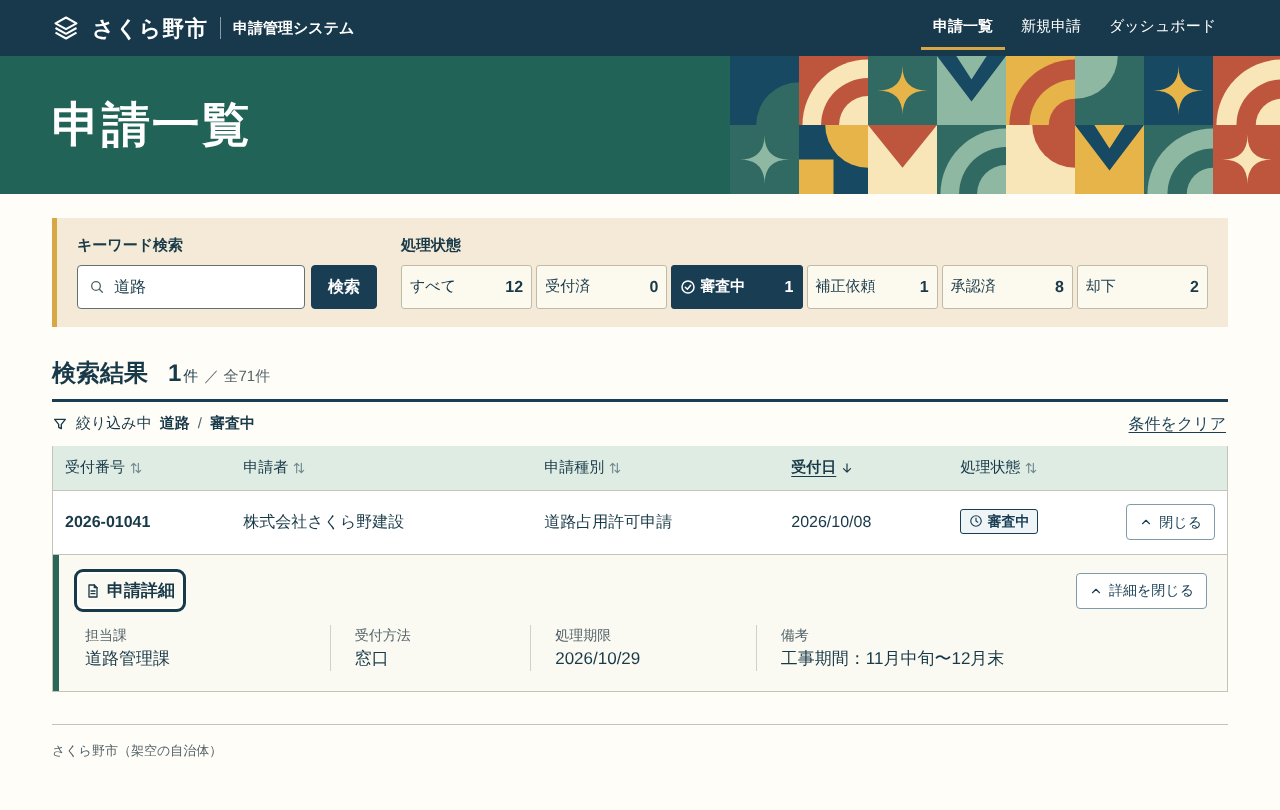 さくら野市 申請管理システム 申請一覧 新規申請 ダッシュボード
申請一覧
キーワード検索 処理状態
道路 検索 すべて 12 受付済 0 審査中 1 補正依頼 1 承認済 8 却下 2
検索結果 1件 ／ 全71件
絞り込み中 道路 / 審査中 条件をクリア
受付番号 申請者 申請種別 受付日 処理状態
2026-01041 株式会社さくら野建設 道路占用許可申請 2026/10/08 審査中 閉じる
申請詳細 詳細を閉じる
担当課 受付方法 処理期限 備考
道路管理課 窓口 2026/10/29 工事期間：11月中旬〜12月末
さくら野市（架空の自治体）